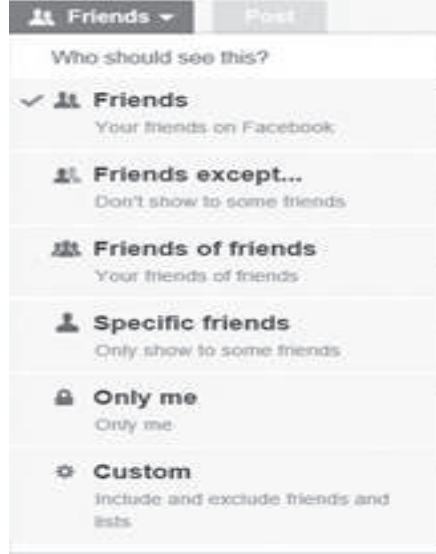 Friends Post
Who should see this?
Friends
Your friends on Facebook
Friends except...
Don't show to some friends
Friends of friends
Your friends of friends
Specific friends
Only show to some friends
Only me
Only me
Custom
Include and exclude friends and
lists